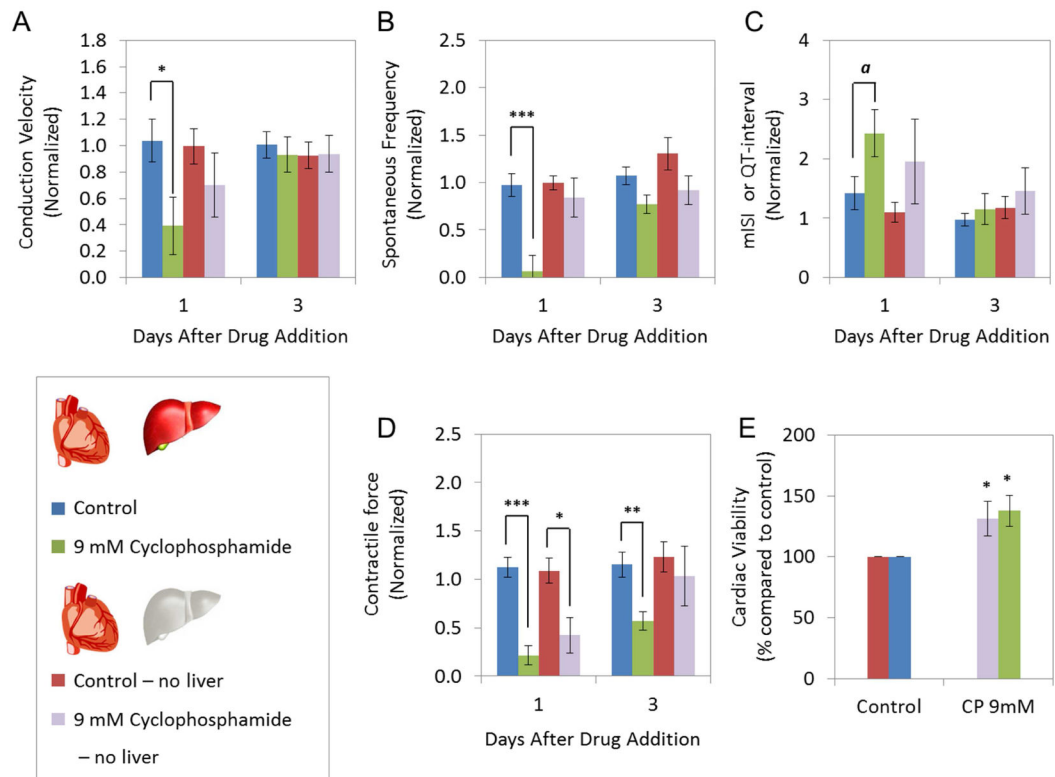 A
1.8
1.6
1.4
1.2
1.0
0.8
0.6
0.4
0.2
0.0
Conduction Velocity
(Normalized)
*
1
3
Days After Drug Addition
B
2.5
2.0
1.5
1.0
0.5
0.0
Spontaneous Frequency
(Normalized)
***
1
3
Days After Drug Addition
C
4
3
2
1
0
mISI or QT-interval
(Normalized)
a
1
3
Days After Drug Addition
Control
9 mM Cyclophosphamide
Control – no liver
9 mM Cyclophosphamide
– no liver
D
2.5
2.0
1.5
1.0
0.5
0.0
Contractile force
(Normalized)
***
*
**
1
3
Days After Drug Addition
E
200
150
100
50
0
Cardiac Viability
(% compared to control)
* *
Control
CP 9mM